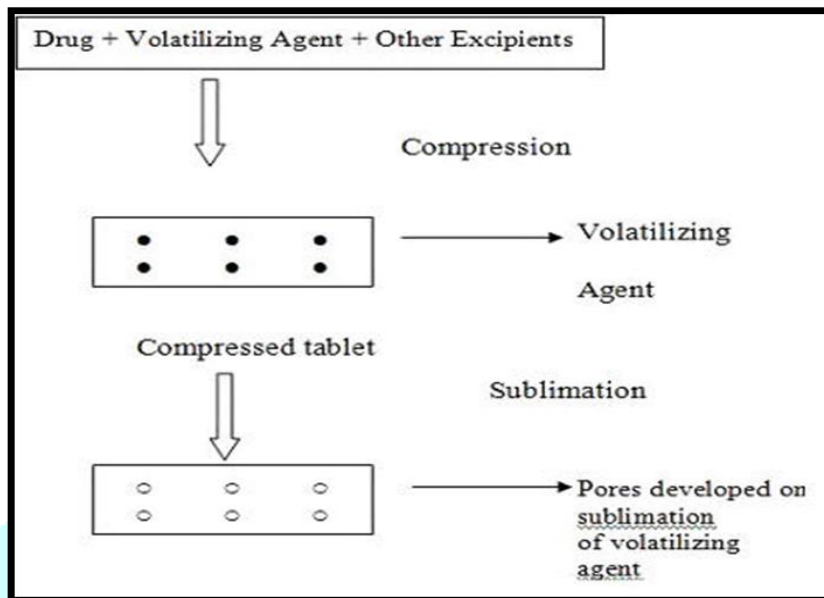 Drug + Volatilizing Agent + Other Excipients
Compression
Volatilizing
Agent
Compressed tablet
Sublimation
Pores developed on
sublimation
of volatilizing
agent